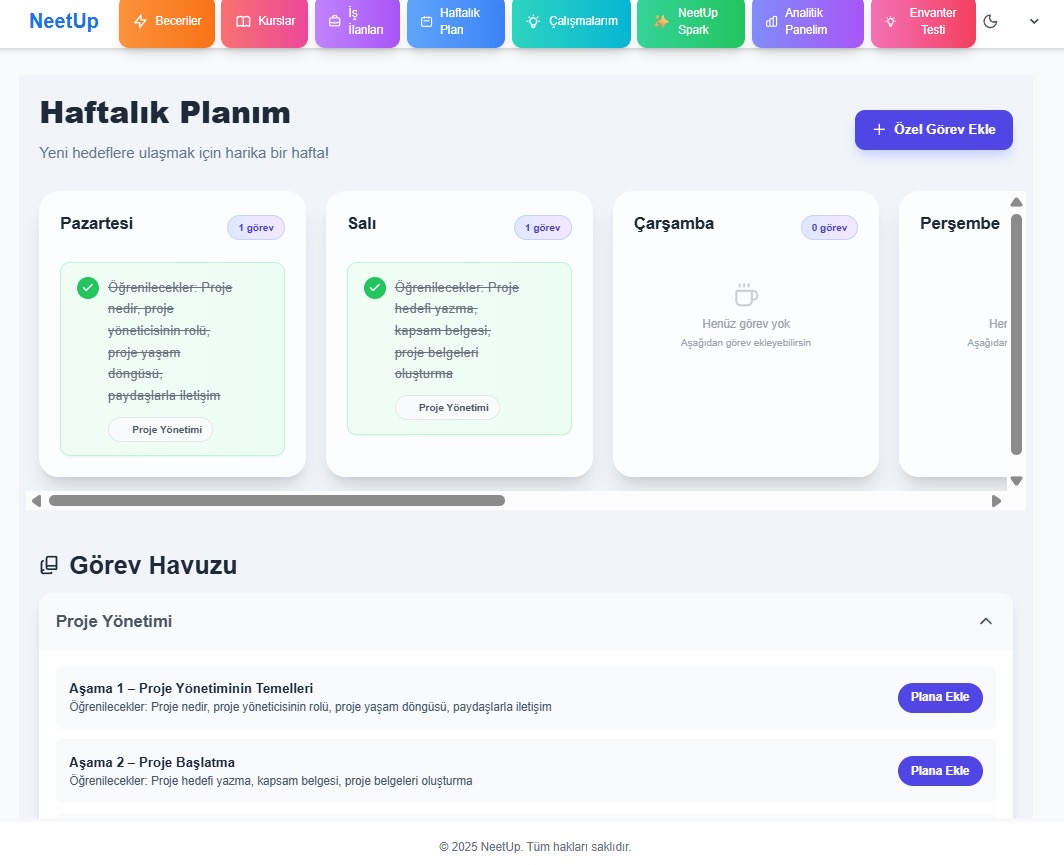 NeetUp
Beceriler
Kurslar
İş
İlanları
Haftalık
Plan
Çalışmalarım
NeetUp
Spark
Analitik
Panelim
Envanter
Testi
Haftalık Planım
Yeni hedeflere ulaşmak için harika bir hafta!
Özel Görev Ekle
Pazartesi
1 görev
Öğrenilecekler: Proje
nedir, proje
yöneticisinin rolü,
proje yaşam
döngüsü,
paydaşlarla iletişim
Proje Yönetimi
Salı
1 görev
Öğrenilecekler: Proje
hedefi yazma,
kapsam belgesi,
proje belgeleri
oluşturma
Proje Yönetimi
Çarşamba
0 görev
Henüz görev yok
Aşağıdan görev ekleyebilirsin
Perşembe
Hen
Aşağıdan
Görev Havuzu
Proje Yönetimi
Aşama 1 – Proje Yönetiminin Temelleri
Öğrenilecekler: Proje nedir, proje yöneticisinin rolü, proje yaşam döngüsü, paydaşlarla iletişim
Plana Ekle
Aşama 2 – Proje Başlatma
Öğrenilecekler: Proje hedefi yazma, kapsam belgesi, proje belgeleri oluşturma
Plana Ekle
© 2025 NeetUp. Tüm hakları saklıdır.